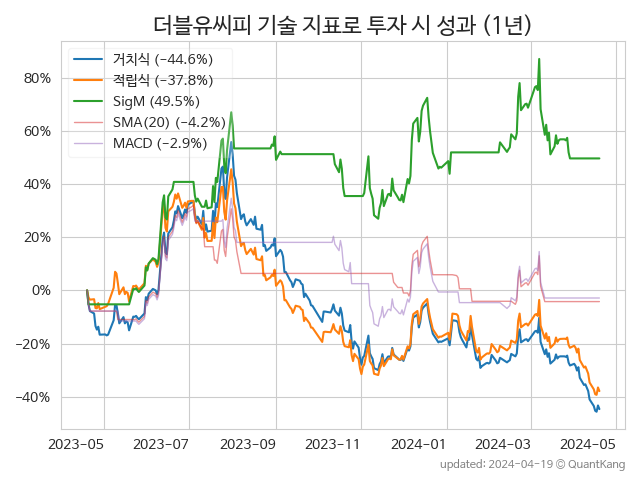 더블유씨피 기술 지표로 투자 시 성과 (1년)
거치식 (-44.6%)
적립식 (-37.8%)
SigM (49.5%)
SMA(20) (-4.2%)
MACD (-2.9%)
80%
60%
40%
20%
0%
-20%
-40%
2023-05 2023-07 2023-09 2023-11 2024-01 2024-03 2024-05
updated: 2024-04-19 © QuantKang